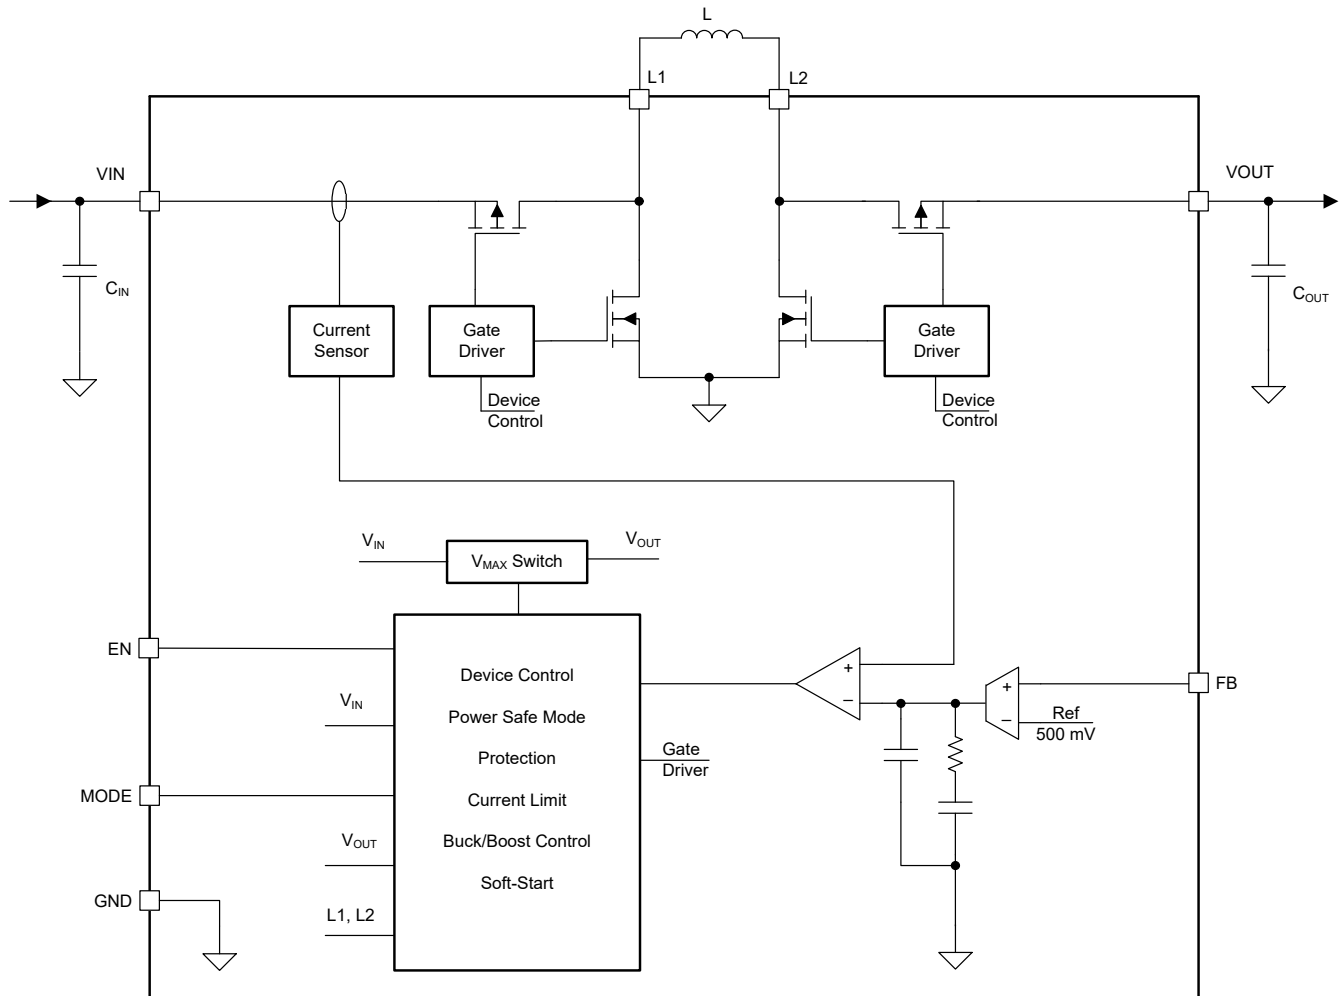 L
L1
L2
VIN
VOUT
CIN
COUT
Current
Sensor
Gate
Driver
Gate
Driver
Device
Control
Device
Control
VIN
VMAX Switch
VOUT
EN
Device Control
+
FB
VIN
Power Safe Mode
−
+
Ref
−
500 mV
Protection
Gate
Driver
MODE
Current Limit
VOUT
Buck/Boost Control
Soft-Start
GND
L1, L2